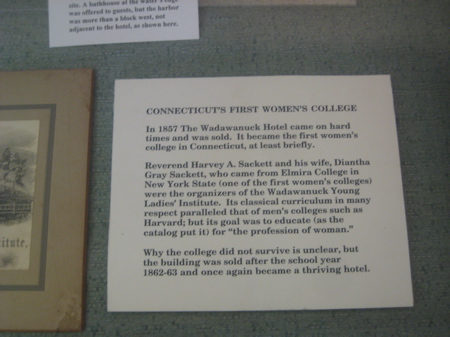 site. A bathhouse at the water's edge
was offered to guests, but the harbor
was more than a block west, not
adjacent to the hotel, as shown here.
CONNECTICUT'S FIRST WOMEN'S COLLEGE
In 1857 The Wadawanuck Hotel came on hard
times and was sold. It became the first women's
college in Connecticut, at least briefly.
Reverend Harvey A. Sackett and his wife, Diantha
Gray Sackett, who came from Elmira College in
New York State (one of the first women's colleges)
were the organizers of the Wadawanuck Young
Ladies' Institute. Its classical curriculum in many
respect paralleled that of men's colleges such as
Harvard; but its goal was to educate (as the
catalog put it) for "the profession of woman."
Why the college did not survive is unclear, but
the building was sold after the school year
1862-63 and once again became a thriving hotel.
itute.